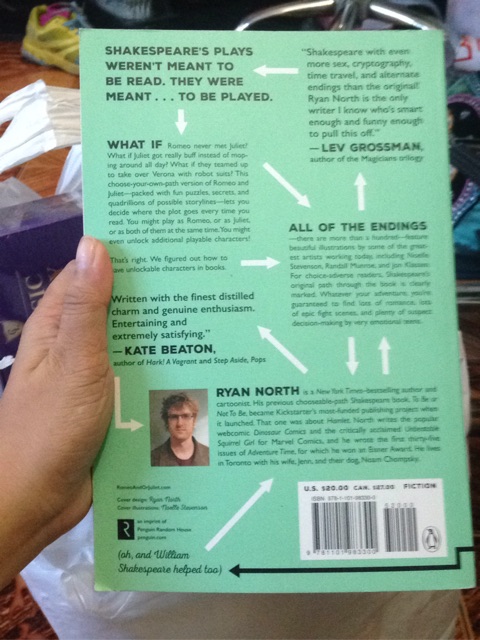 SHAKESPEARE'S PLAYS
WEREN'T MEANT TO
BE READ. THEY WERE
MEANT . . . TO BE PLAYED.
"Shakespeare with even
more sex, cryptography,
time travel, and alternate
endings than the original!
Ryan North is the only
writer I know who's smart
enough and funny enough
to pull this off."
— LEV GROSSMAN,
author of the Magicians trilogy
WHAT IF Romeo never met Juliet?
What if Juliet got really buff instead of mop-
ing around all day? What if they teamed up
to take over Verona with robot suits? This
choose-your-own-path version of Romeo and
Juliet—packed with fun puzzles, secrets, and
quadrillions of possible storylines—lets you
decide where the plot goes every time you
read. You might play as Romeo, or as Juliet,
or as both of them at the same time. You might
even unlock additional playable characters!
That's right. We figured out how to
have unlockable characters in books.
ALL OF THE ENDINGS
—there are more than a hundred—feature
beautiful illustrations by some of the great-
est artists working today, including Noelle
Stevenson, Randall Munroe, and Jon Klassen.
For choice-adverse readers, Shakespeare's
original path through the book is clearly
marked. Whatever your adventure, you're
guaranteed to find lots of romance, lots
of epic fight scenes, and plenty of suspect
decision-making by very emotional teens.
Written with the finest distilled
charm and genuine enthusiasm.
Entertaining and
extremely satisfying."
— KATE BEATON,
author of Hark! A Vagrant and Step Aside, Pops
RYAN NORTH is a New York Times-bestselling author and
cartoonist. His previous chooseable-path Shakespeare book, To Be or
Not To Be, became Kickstarter's most-funded publishing project when
it launched. That one was about Hamlet. North writes the popular
webcomic Dinosaur Comics and the critically acclaimed Unbeatable
Squirrel Girl for Marvel Comics, and he wrote the first thirty-five
issues of Adventure Time, for which he won an Eisner Award. He lives
in Toronto with his wife, Jenn, and their dog, Noam Chompsky.
RomeoAndOrJuliet.com
Cover design: Ryan North
Cover illustrations: Noelle Stevenson
an imprint of
Penguin Random House
penguin.com
(oh, and William
Shakespeare helped too)
U.S. $20.00 CAN. $27.00 FICTION
ISBN 978-1-101-98330-0
52000
9 781101 983300